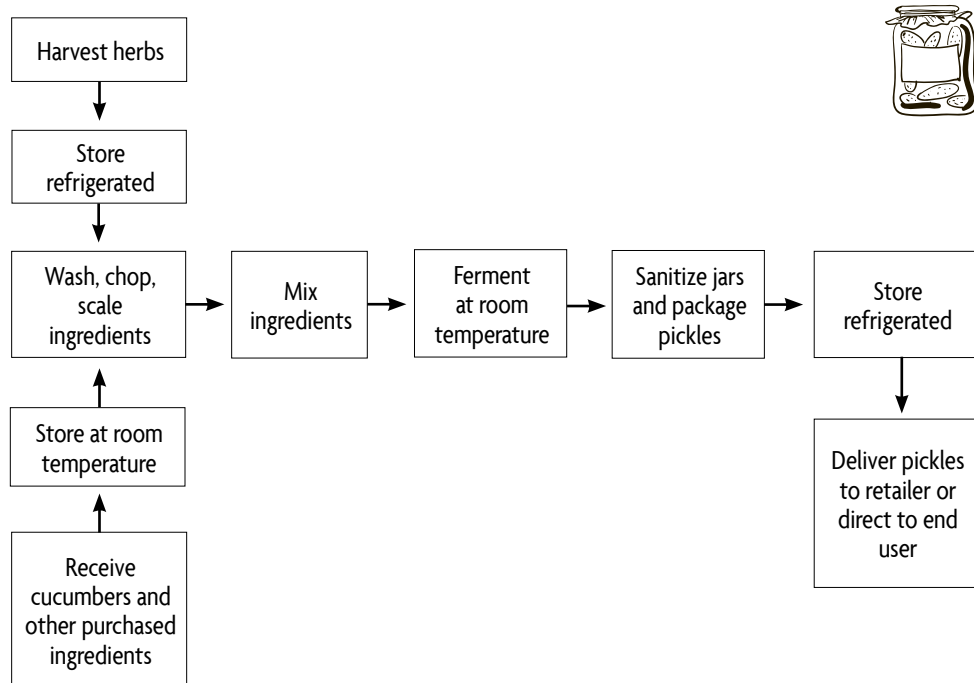 Harvest herbs
Store
refrigerated
Wash, chop,
scale
ingredients
Mix
ingredients
Ferment
at room
temperature
Sanitize jars
and package
pickles
Store
refrigerated
Store at room
temperature
Deliver pickles
to retailer or
direct to end
user
Receive
cucumbers and
other purchased
ingredients